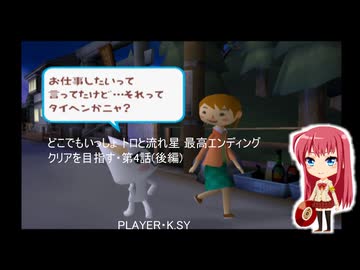 お仕事したいって
言ってたけど…それって
タイヘンかニャ？
どこでもいっしょ トロと流れ星 最高エンディング
クリアを目指す・第4話(後編)
PLAYER・K.SY